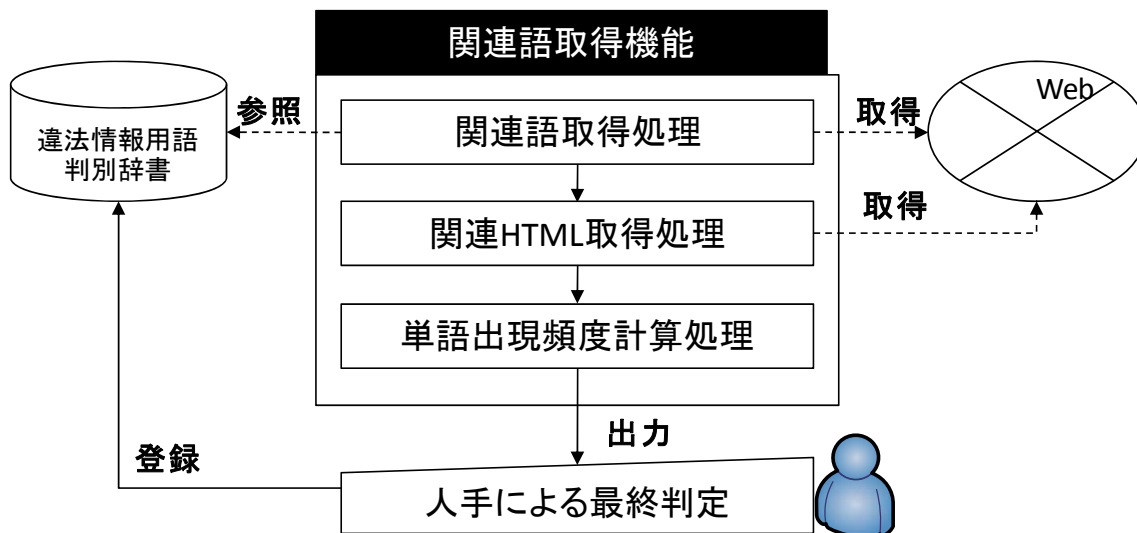 関連語取得機能
違法情報用語
判別辞書
参照
関連語取得処理
取得
Web
関連HTML取得処理
取得
単語出現頻度計算処理
出力
登録
人手による最終判定